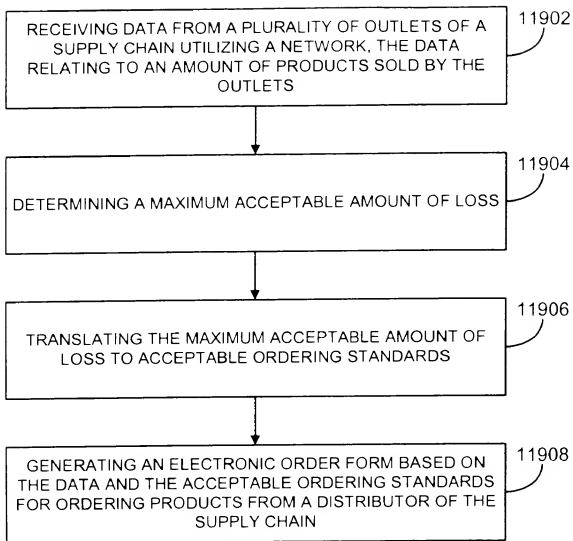 RECEIVING DATA FROM A PLURALITY OF OUTLETS OF A
SUPPLY CHAIN UTILIZING A NETWORK, THE DATA
RELATING TO AN AMOUNT OF PRODUCTS SOLD BY THE
OUTLETS
11902
DETERMINING A MAXIMUM ACCEPTABLE AMOUNT OF LOSS
11904
TRANSLATING THE MAXIMUM ACCEPTABLE AMOUNT OF
LOSS TO ACCEPTABLE ORDERING STANDARDS
11906
GENERATING AN ELECTRONIC ORDER FORM BASED ON
THE DATA AND THE ACCEPTABLE ORDERING STANDARDS
FOR ORDERING PRODUCTS FROM A DISTRIBUTOR OF THE
SUPPLY CHAIN
11908